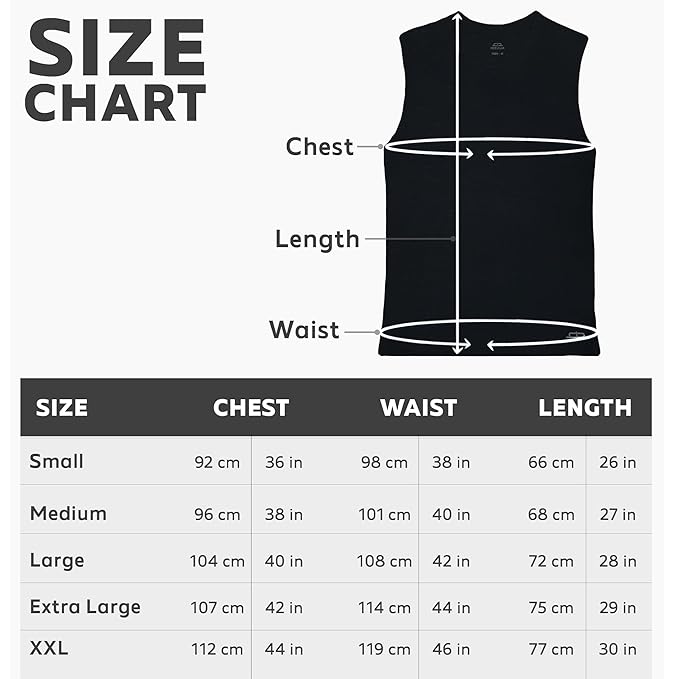 SIZE
CHART
Chest
Length
Waist
SIZE CHEST WAIST LENGTH
Small 92 cm 36 in 98 cm 38 in 66 cm 26 in
Medium 96 cm 38 in 101 cm 40 in 68 cm 27 in
Large 104 cm 40 in 108 cm 42 in 72 cm 28 in
Extra Large 107 cm 42 in 114 cm 44 in 75 cm 29 in
XXL 112 cm 44 in 119 cm 46 in 77 cm 30 in